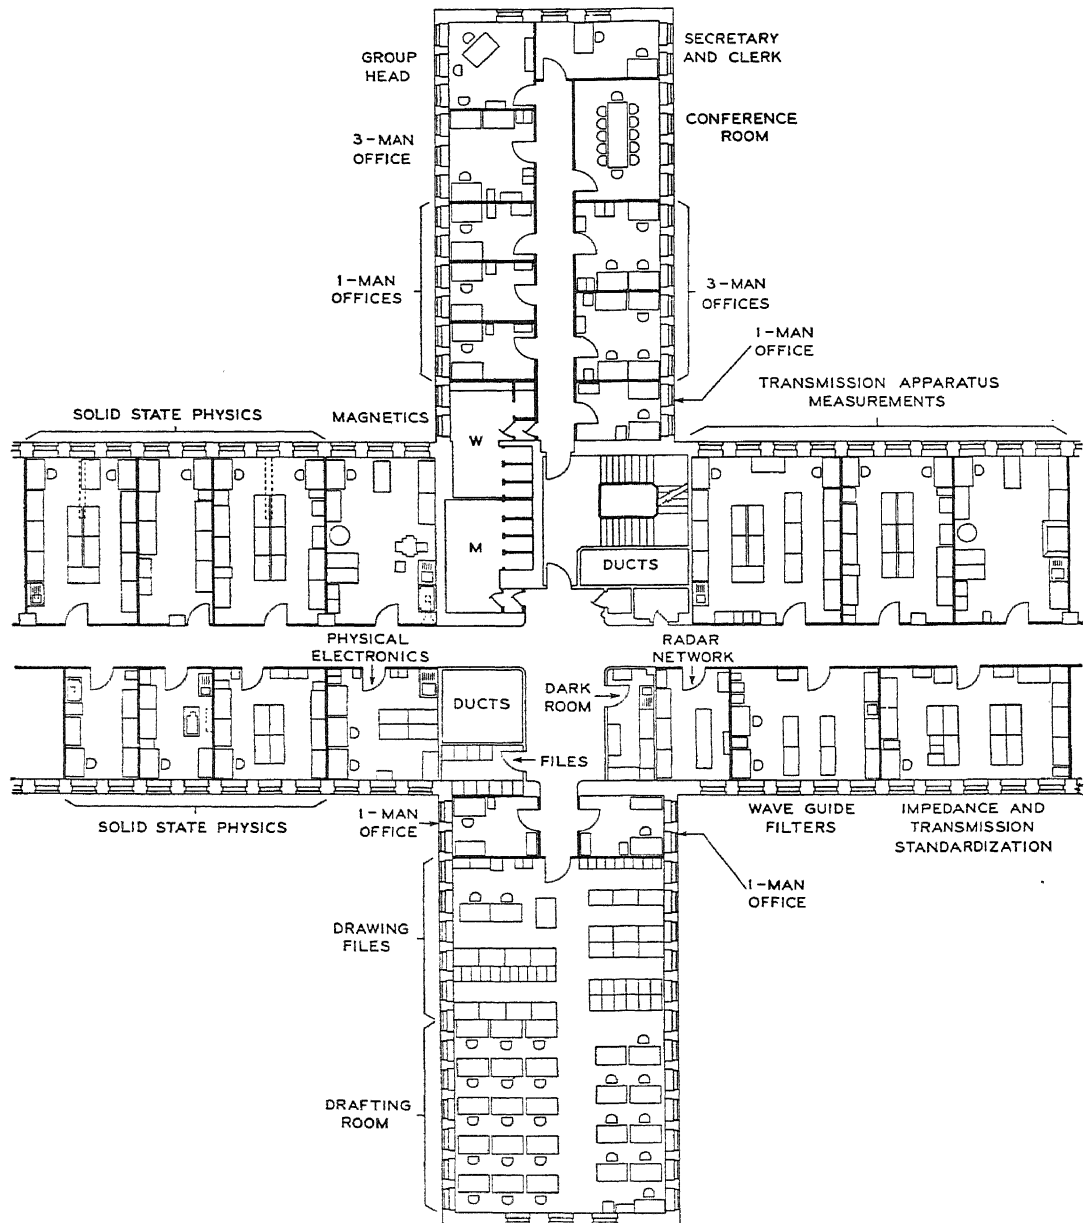 GROUP
HEAD
SECRETARY
AND CLERK
3-MAN
OFFICE
CONFERENCE
ROOM
1-MAN
OFFICES
3-MAN
OFFICES
1-MAN
OFFICE
TRANSMISSION APPARATUS
MEASUREMENTS
SOLID STATE PHYSICS
MAGNETICS
W
M
DUCTS
PHYSICAL
ELECTRONICS
RADAR
NETWORK
DUCTS
DARK
ROOM
FILES
SOLID STATE PHYSICS
1-MAN
OFFICE
WAVE GUIDE
FILTERS
IMPEDANCE AND
TRANSMISSION
STANDARDIZATION
1-MAN
OFFICE
DRAWING
FILES
DRAFTING
ROOM